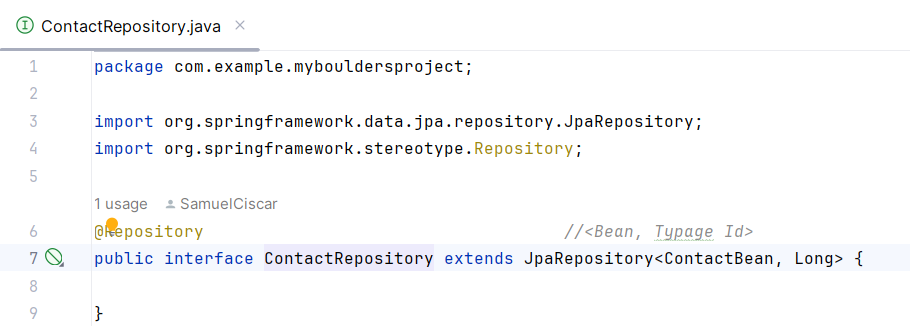 ContactRepository.java
1 package com.example.mybouldersproject;
2
3 import org.springframework.data.jpa.repository.JpaRepository;
4 import org.springframework.stereotype.Repository;
5
1 usage SamuelCiscar
6 @Repository //<Bean, Typage Id>
7 public interface ContactRepository extends JpaRepository<ContactBean, Long> {
8
9 }